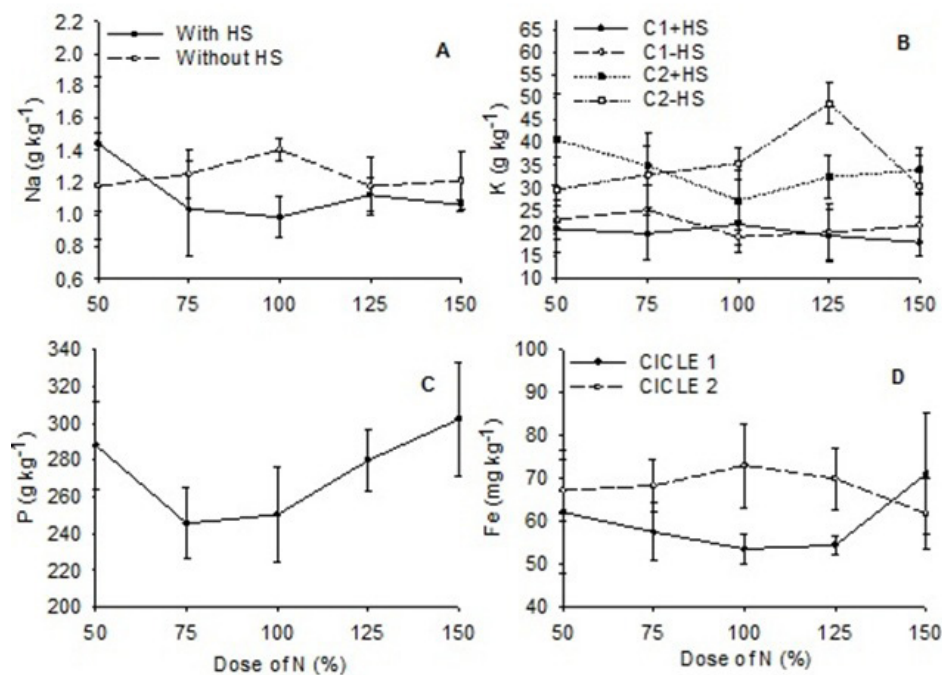 With HS
Without HS
A
Na (g kg⁻¹)
2.2
2.0
1.8
1.6
1.4
1.2
1.0
0.8
0.6
50 75 100 125 150
C1+HS
C1-HS
C2+HS
C2-HS
B
K (g kg⁻¹)
65
60
55
50
45
40
35
30
25
20
15
10
50 75 100 125 150
C
P (g kg⁻¹)
340
320
300
280
260
240
220
200
50 75 100 125 150
Dose of N (%)
CICLE 1
CICLE 2
D
Fe (mg kg⁻¹)
100
90
80
70
60
50
40
50 75 100 125 150
Dose of N (%)